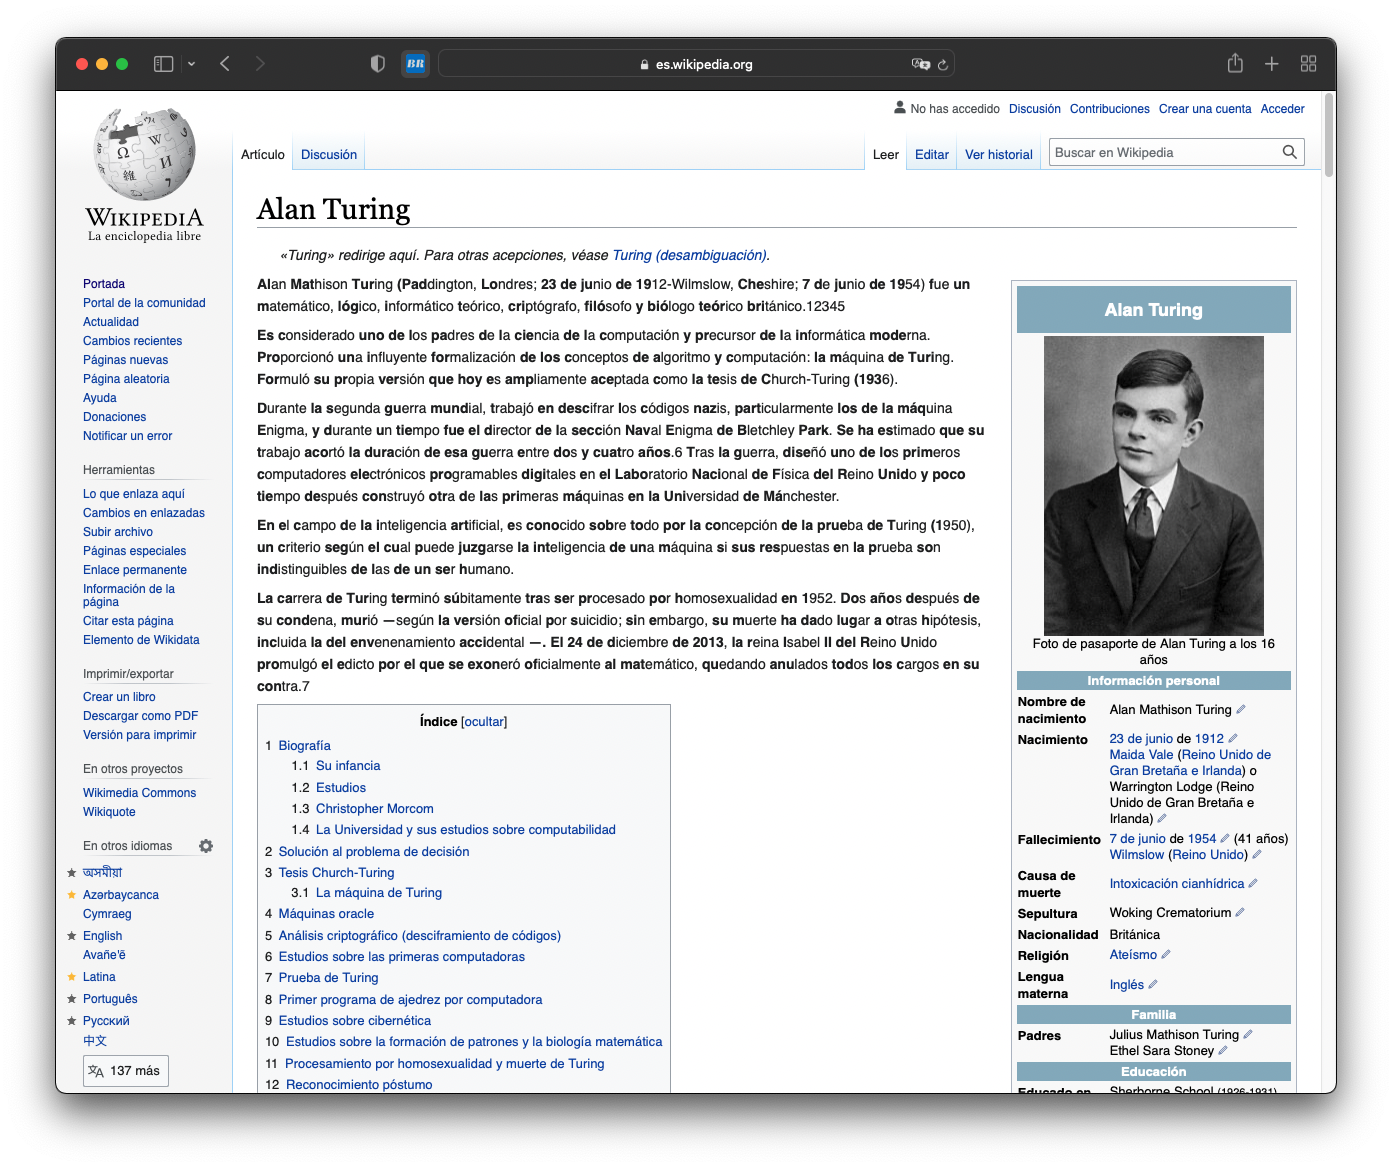 BR
es.wikipedia.org
No has accedido Discusión Contribuciones Crear una cuenta Acceder
Artículo Discusión
Leer Editar Ver historial
Buscar en Wikipedia
WIKIPEDIA
La enciclopedia libre
Portada
Portal de la comunidad
Actualidad
Cambios recientes
Páginas nuevas
Página aleatoria
Ayuda
Donaciones
Notificar un error
Herramientas
Lo que enlaza aquí
Cambios en enlazadas
Subir archivo
Páginas especiales
Enlace permanente
Información de la
página
Citar esta página
Elemento de Wikidata
Imprimir/exportar
Crear un libro
Descargar como PDF
Versión para imprimir
En otros proyectos
Wikimedia Commons
Wikiquote
En otros idiomas
অসমীয়া
Azərbaycanca
Cymraeg
English
Avañe'ẽ
Latina
Português
Русский
中文
137 más
Alan Turing
«Turing» redirige aquí. Para otras acepciones, véase Turing (desambiguación).
Alan Mathison Turing (Paddington, Londres; 23 de junio de 1912-Wilmslow, Cheshire; 7 de junio de 1954) fue un
matemático, lógico, informático teórico, criptógrafo, filósofo y biólogo teórico británico.12345
Es considerado uno de los padres de la ciencia de la computación y precursor de la informática moderna.
Proporcionó una influyente formalización de los conceptos de algoritmo y computación: la máquina de Turing.
Formuló su propia versión que hoy es ampliamente aceptada como la tesis de Church-Turing (1936).
Durante la segunda guerra mundial, trabajó en descifrar los códigos nazis, particularmente los de la máquina
Enigma, y durante un tiempo fue el director de la sección Naval Enigma de Bletchley Park. Se ha estimado que su
trabajo acortó la duración de esa guerra entre dos y cuatro años.6 Tras la guerra, diseñó uno de los primeros
computadores electrónicos programables digitales en el Laboratorio Nacional de Física del Reino Unido y poco
tiempo después construyó otra de las primeras máquinas en la Universidad de Mánchester.
En el campo de la inteligencia artificial, es conocido sobre todo por la concepción de la prueba de Turing (1950),
un criterio según el cual puede juzgarse la inteligencia de una máquina si sus respuestas en la prueba son
indistinguibles de las de un ser humano.
La carrera de Turing terminó súbitamente tras ser procesado por homosexualidad en 1952. Dos años después de
su condena, murió —según la versión oficial por suicidio; sin embargo, su muerte ha dado lugar a otras hipótesis,
incluida la del envenenamiento accidental —. El 24 de diciembre de 2013, la reina Isabel II del Reino Unido
promulgó el edicto por el que se exoneró oficialmente al matemático, quedando anulados todos los cargos en su
contra.7
Índice [ocultar]
1 Biografía
1.1 Su infancia
1.2 Estudios
1.3 Christopher Morcom
1.4 La Universidad y sus estudios sobre computabilidad
2 Solución al problema de decisión
3 Tesis Church-Turing
3.1 La máquina de Turing
4 Máquinas oracle
5 Análisis criptográfico (desciframiento de códigos)
6 Estudios sobre las primeras computadoras
7 Prueba de Turing
8 Primer programa de ajedrez por computadora
9 Estudios sobre cibernética
10 Estudios sobre la formación de patrones y la biología matemática
11 Procesamiento por homosexualidad y muerte de Turing
12 Reconocimiento póstumo
Alan Turing
Foto de pasaporte de Alan Turing a los 16
años
Información personal
Nombre de
nacimiento
Alan Mathison Turing
Nacimiento
23 de junio de 1912
Maida Vale (Reino Unido de
Gran Bretaña e Irlanda) o
Warrington Lodge (Reino
Unido de Gran Bretaña e
Irlanda)
Fallecimiento
7 de junio de 1954 (41 años)
Wilmslow (Reino Unido)
Causa de
muerte
Intoxicación cianhídrica
Sepultura Woking Crematorium
Nacionalidad Británica
Religión Ateísmo
Lengua
materna
Inglés
Familia
Padres
Julius Mathison Turing
Ethel Sara Stoney
Educación
Educado en Sherborne School (1926-1931)